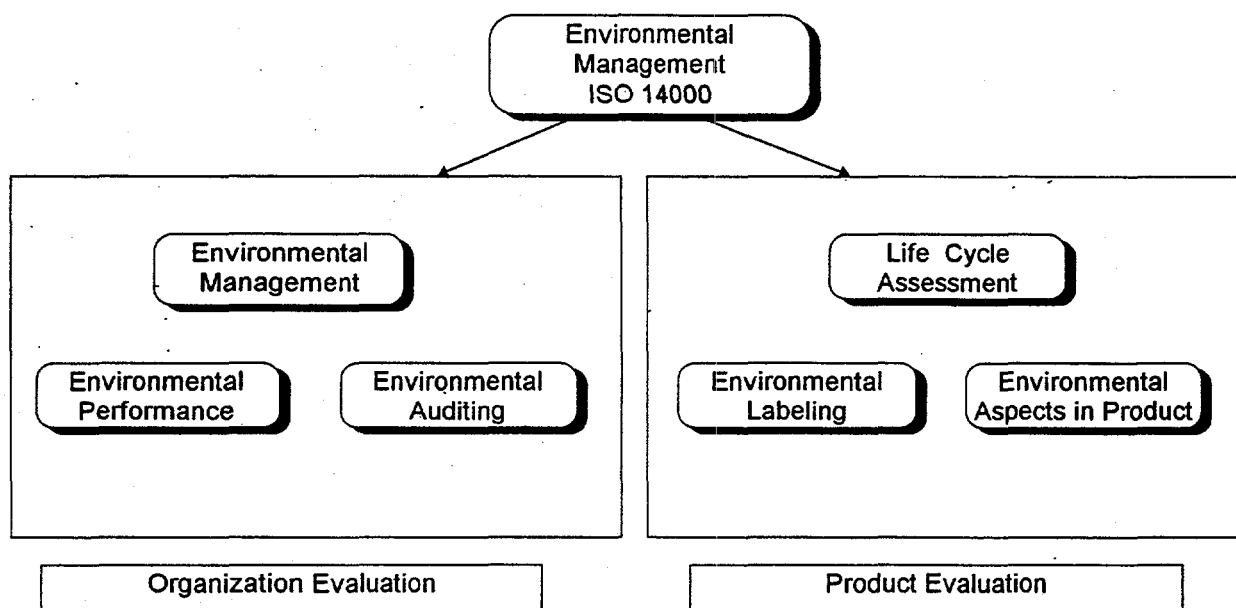 Environmental
Management
ISO 14000
Environmental
Management
Environmental
Performance
Environmental
Auditing
Organization Evaluation
Life Cycle
Assessment
Environmental
Labeling
Environmental
Aspects in Product
Product Evaluation